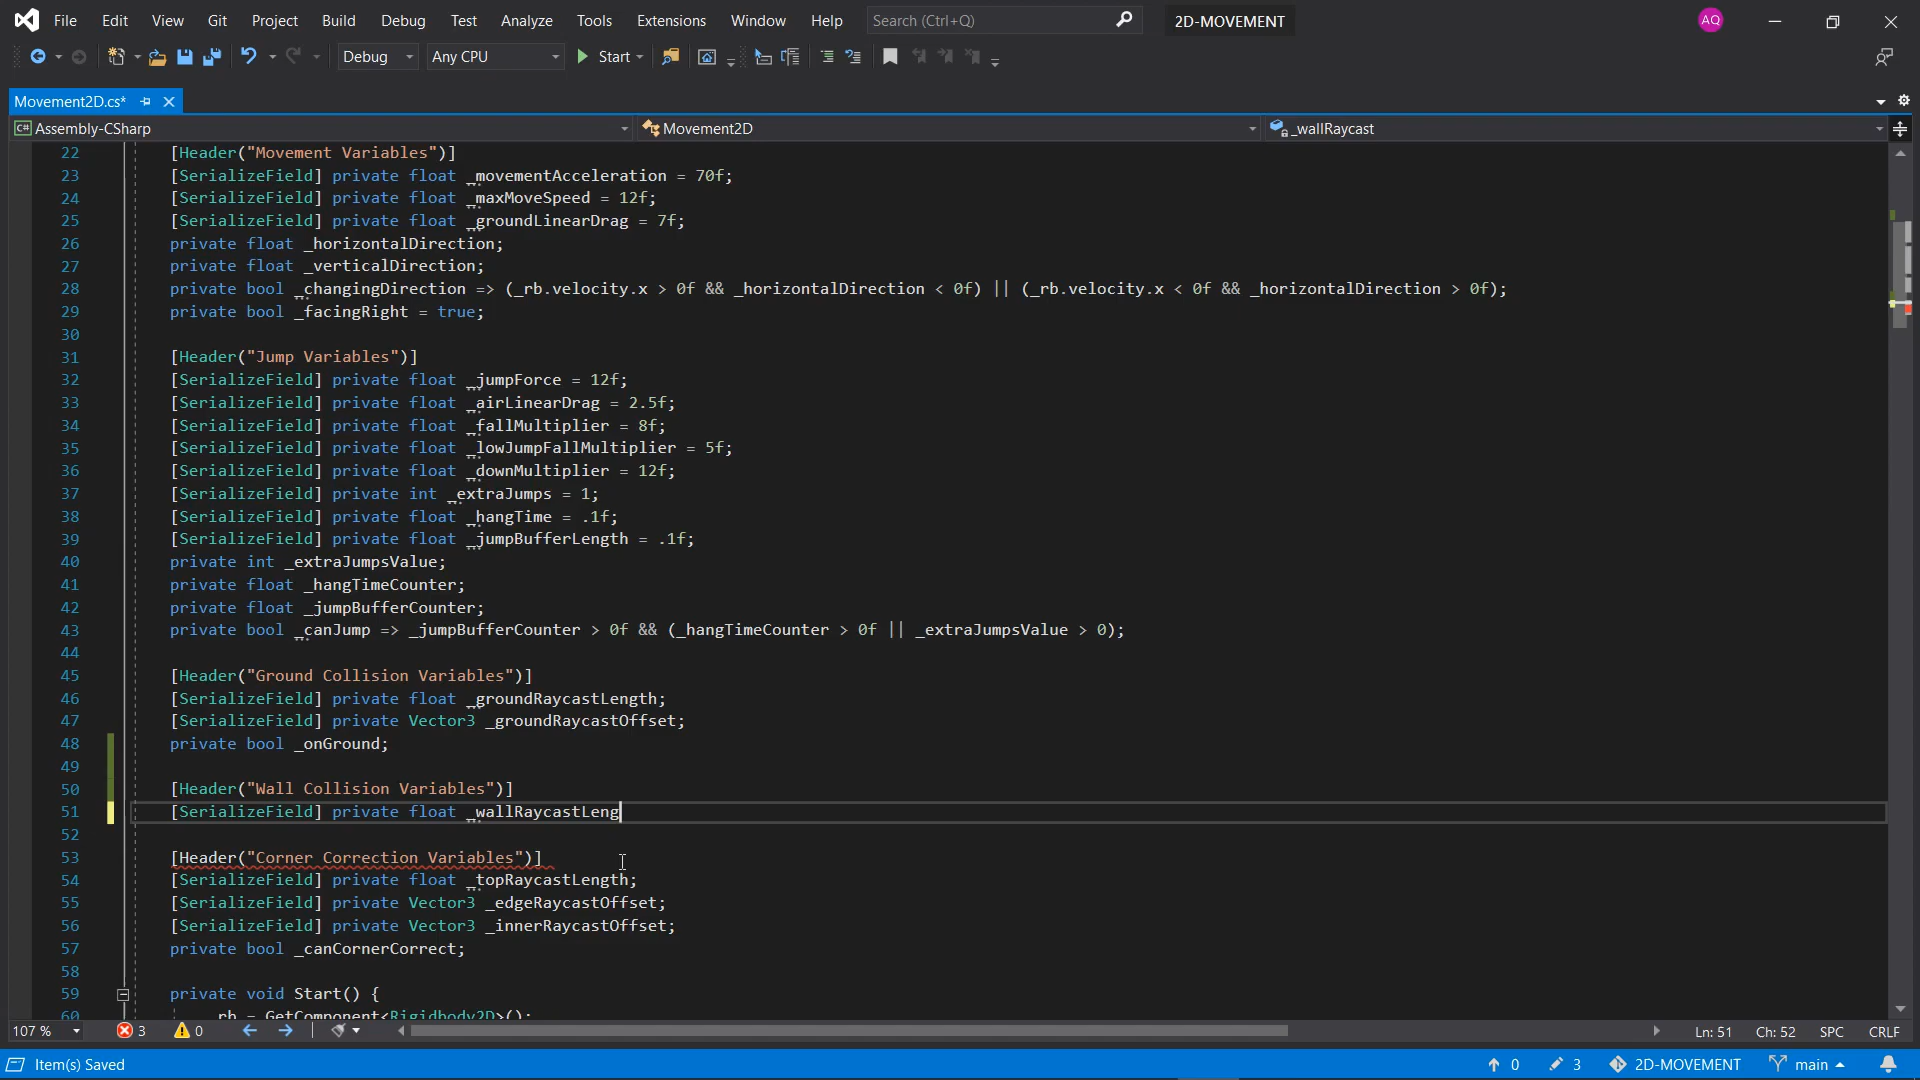 File Edit View Git Project Build Debug Test Analyze Tools Extensions Window Help Search (Ctrl+Q) 2D-MOVEMENT AQ
Debug Any CPU Start
Movement2D.cs*
C# Assembly-CSharp Movement2D _wallRaycast
22 [Header("Movement Variables")]
23 [SerializeField] private float _movementAcceleration = 70f;
24 [SerializeField] private float _maxMoveSpeed = 12f;
25 [SerializeField] private float _groundLinearDrag = 7f;
26 private float _horizontalDirection;
27 private float _verticalDirection;
28 private bool _changingDirection => (_rb.velocity.x > 0f && _horizontalDirection < 0f) || (_rb.velocity.x < 0f && _horizontalDirection > 0f);
29 private bool _facingRight = true;
30
31 [Header("Jump Variables")]
32 [SerializeField] private float _jumpForce = 12f;
33 [SerializeField] private float _airLinearDrag = 2.5f;
34 [SerializeField] private float _fallMultiplier = 8f;
35 [SerializeField] private float _lowJumpFallMultiplier = 5f;
36 [SerializeField] private float _downMultiplier = 12f;
37 [SerializeField] private int _extraJumps = 1;
38 [SerializeField] private float _hangTime = .1f;
39 [SerializeField] private float _jumpBufferLength = .1f;
40 private int _extraJumpsValue;
41 private float _hangTimeCounter;
42 private float _jumpBufferCounter;
43 private bool _canJump => _jumpBufferCounter > 0f && (_hangTimeCounter > 0f || _extraJumpsValue > 0);
44
45 [Header("Ground Collision Variables")]
46 [SerializeField] private float _groundRaycastLength;
47 [SerializeField] private Vector3 _groundRaycastOffset;
48 private bool _onGround;
49
50 [Header("Wall Collision Variables")]
51 [SerializeField] private float _wallRaycastLeng
52
53 [Header("Corner Correction Variables")]
54 [SerializeField] private float _topRaycastLength;
55 [SerializeField] private Vector3 _edgeRaycastOffset;
56 [SerializeField] private Vector3 _innerRaycastOffset;
57 private bool _canCornerCorrect;
58
59 private void Start() {
60 _rb = GetComponent<Rigidbody2D>();
107 % 3 0 Ln: 51 Ch: 52 SPC CRLF
Item(s) Saved 0 3 2D-MOVEMENT main